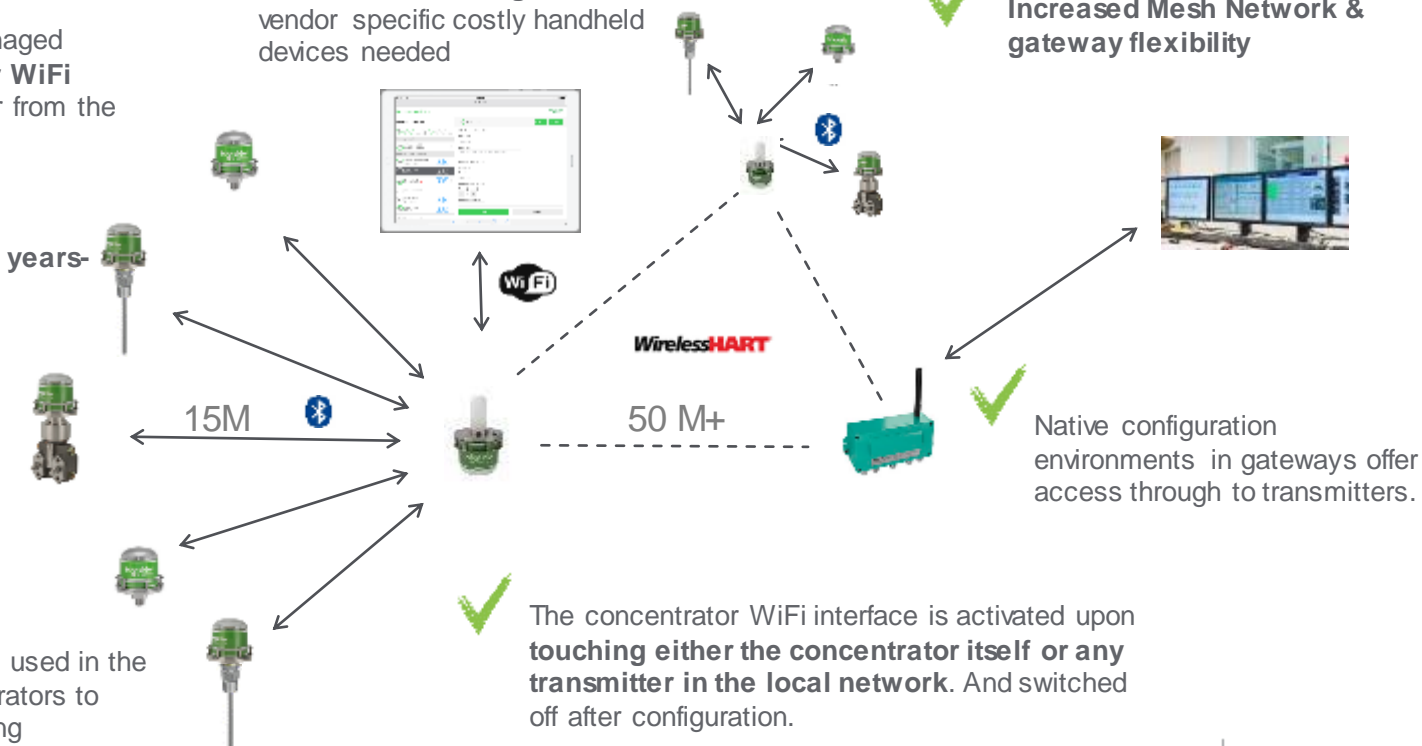 vendor specific costly handheld
devices needed
Increased Mesh Network &
gateway flexibility
naged
WiFi
from the
years-
WiFi
WirelessHART
15M
50 M+
Native configuration
environments in gateways offer
access through to transmitters.
The concentrator WiFi interface is activated upon
touching either the concentrator itself or any
transmitter in the local network. And switched
off after configuration.
used in the
rators to
ng